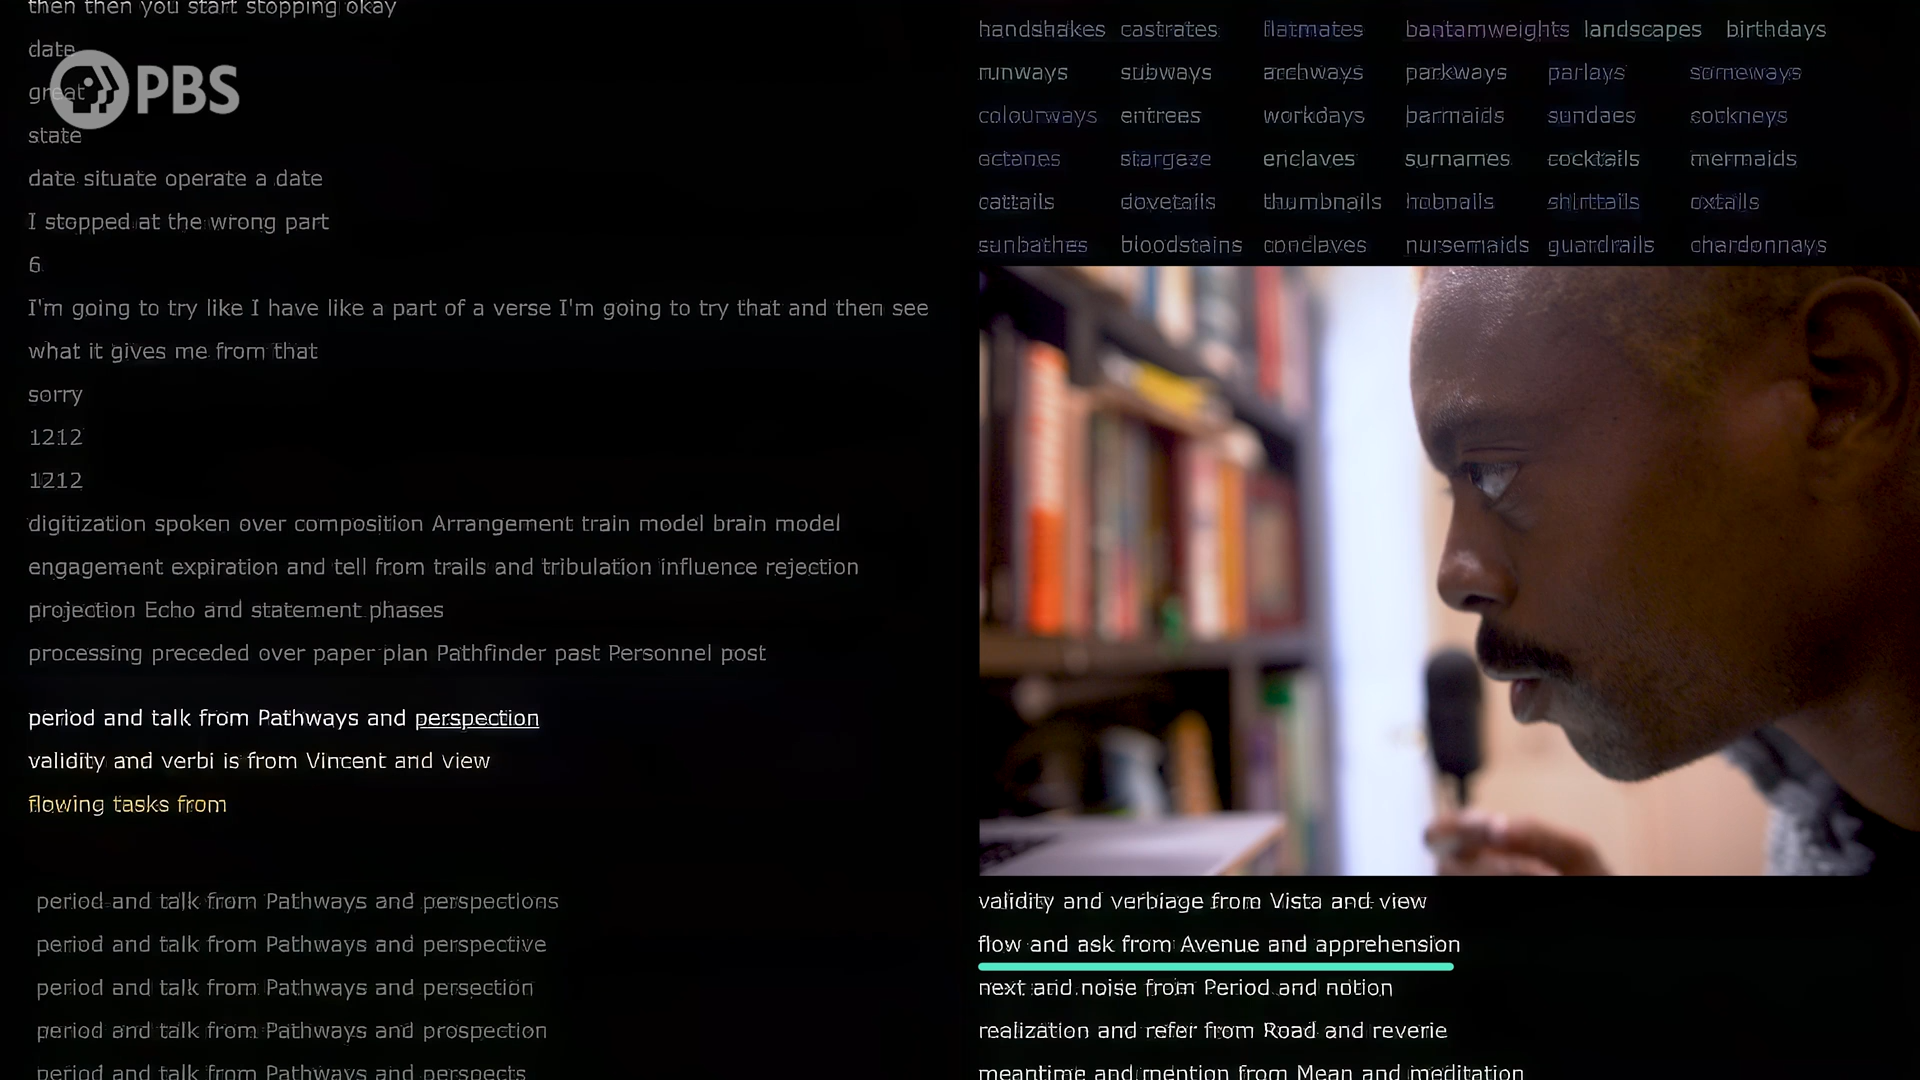 then then you start stopping okay
date
PBS
great
state
date situate operate a date
I stopped at the wrong part
6
I'm going to try like I have like a part of a verse I'm going to try that and then see
what it gives me from that
sorry
1212
1212
digitization spoken over composition Arrangement train model brain model
engagement expiration and tell from trails and tribulation influence rejection
projection Echo and statement phases
processing preceded over paper plan Pathfinder past Personnel post
period and talk from Pathways and perspection
validity and verbi is from Vincent and view
flowing tasks from
period and talk from Pathways and perspections
period and talk from Pathways and perspective
period and talk from Pathways and persection
period and talk from Pathways and prospection
period and talk from Pathways and perspects
handshakes castrates flatmates bantamweights landscapes birthdays
runways subways archways parkways parlays someways
colourways entrees workdays barmaids sundaes cockneys
octanes stargaze enclaves surnames cocktails mermaids
cattails dovetails thumbnails hobnails shirttails oxtails
sunbathes bloodstains conclaves nursemaids guardrails chardonnays
validity and verbiage from Vista and view
flow and ask from Avenue and apprehension
next and noise from Period and notion
realization and refer from Road and reverie
meantime and mention from Mean and meditation